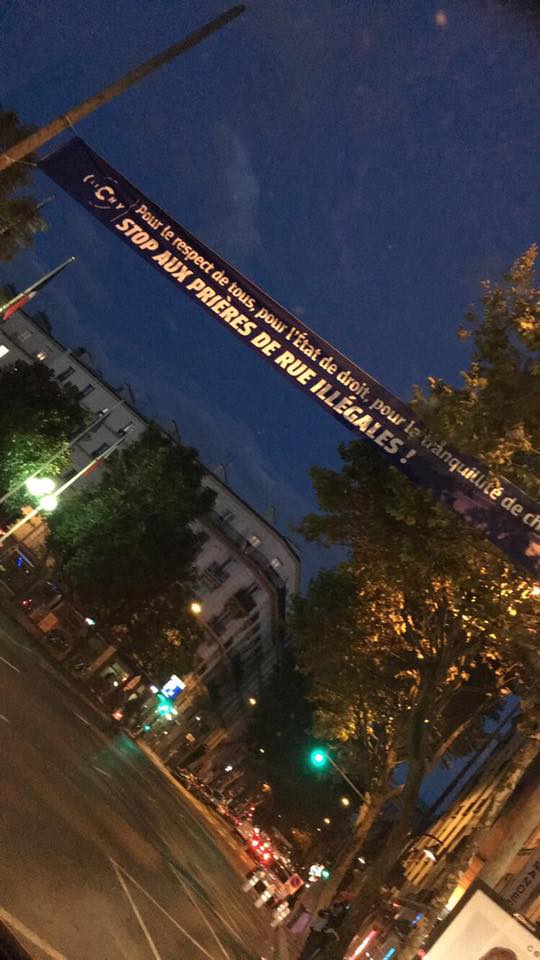 CLICHY
Pour le respect de tous, pour l'État de droit, pour la tranquillité de
STOP AUX PRIÈRES DE RUE ILLÉGALES !